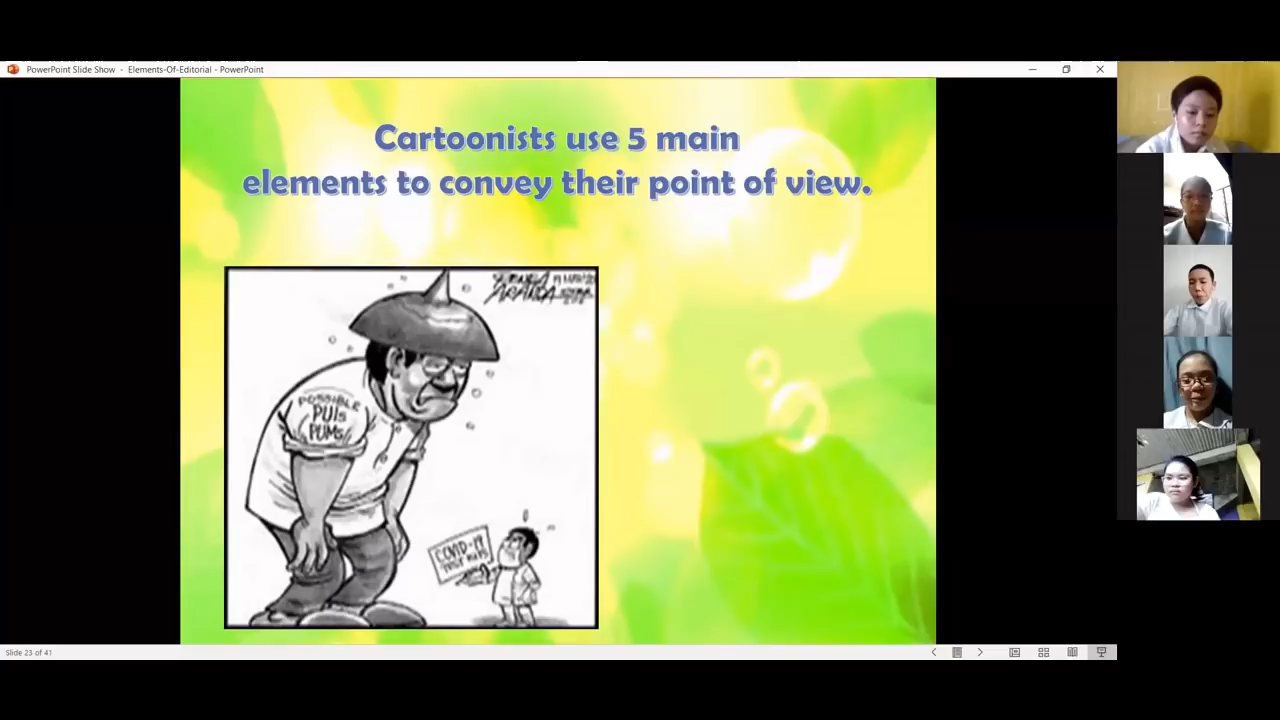 PowerPoint Slide Show - Elements-Of-Editorial - PowerPoint
Cartoonists use 5 main
elements to convey their point of view.
POSSIBLE
PUIs
PUMs
COVID-19
TEST KITS
Slide 23 of 41